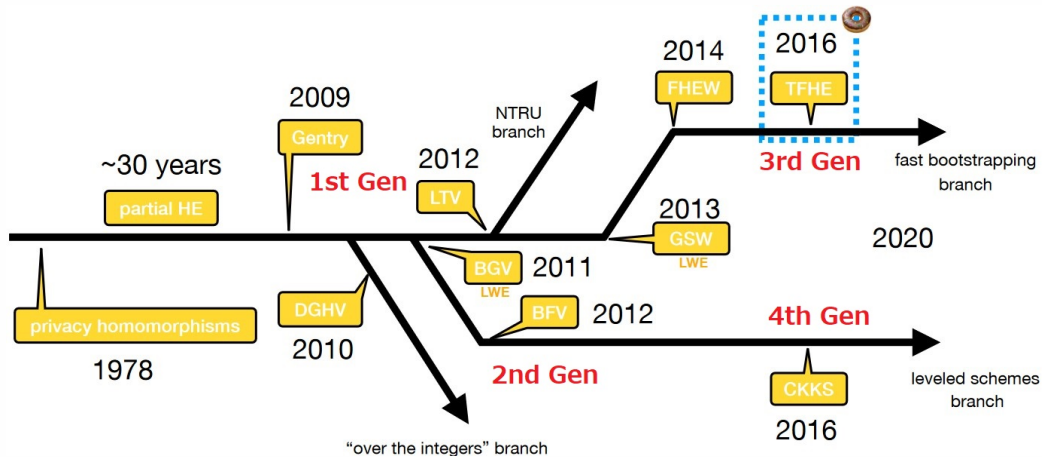 2009
Gentry
~30 years
partial HE
privacy homomorphisms
1978
1st Gen
DGHV
2010
"over the integers" branch
2012
LTV
NTRU
branch
BGV
LWE
2011
BFV
2012
2nd Gen
2013
GSW
LWE
2014
FHEW
2016
TFHE
3rd Gen
fast bootstrapping
branch
2020
4th Gen
CKKS
2016
leveled schemes
branch